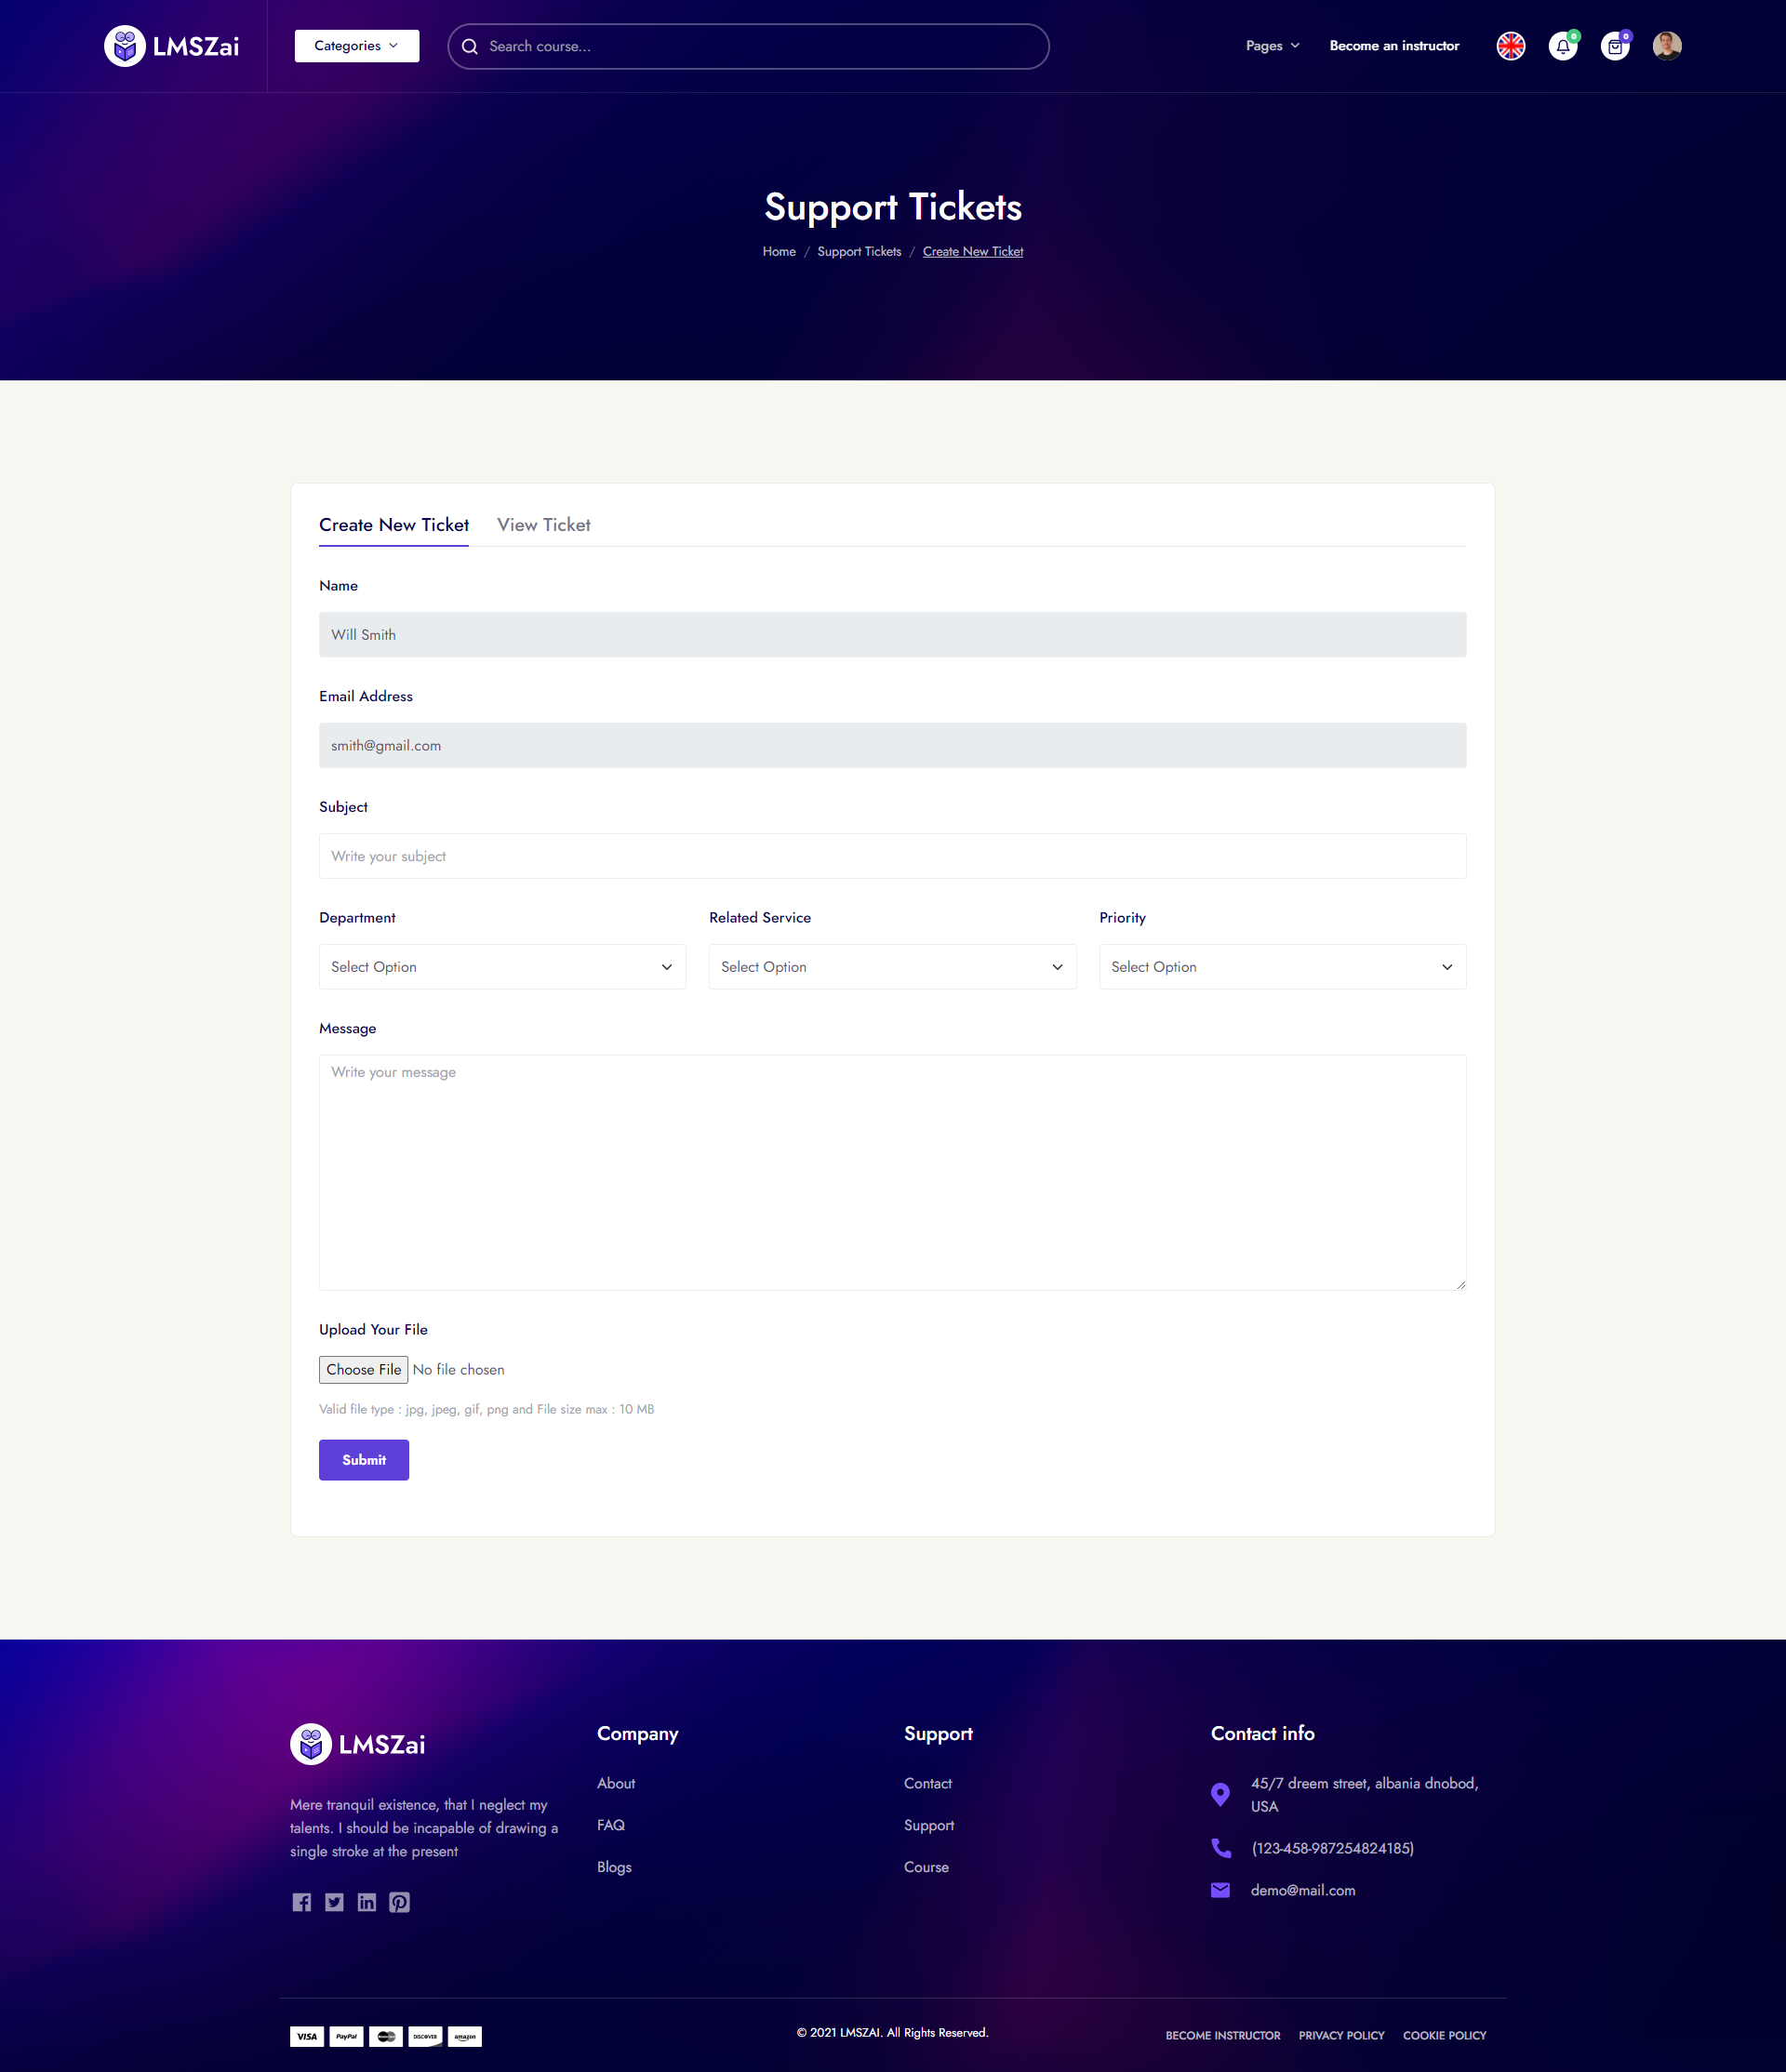 LMSZai
Categories
Search course...
Pages
Become an instructor
0
0
Support Tickets
Home / Support Tickets / Create New Ticket
Create New Ticket
View Ticket
Name
Will Smith
Email Address
smith@gmail.com
Subject
Write your subject
Department
Related Service
Priority
Select Option
Select Option
Select Option
Message
Write your message
Upload Your File
Choose File No file chosen
Valid file type : jpg, jpeg, gif, png and File size max : 10 MB
Submit
LMSZai
Mere tranquil existence, that I neglect my
talents. I should be incapable of drawing a
single stroke at the present
Company
About
FAQ
Blogs
Support
Contact
Support
Course
Contact info
45/7 dreem street, albania dnobod,
USA
(123-458-987254824185)
demo@mail.com
VISA
PayPal
DISCOVER
amazon
© 2021 LMSZAI. All Rights Reserved.
BECOME INSTRUCTOR
PRIVACY POLICY
COOKIE POLICY